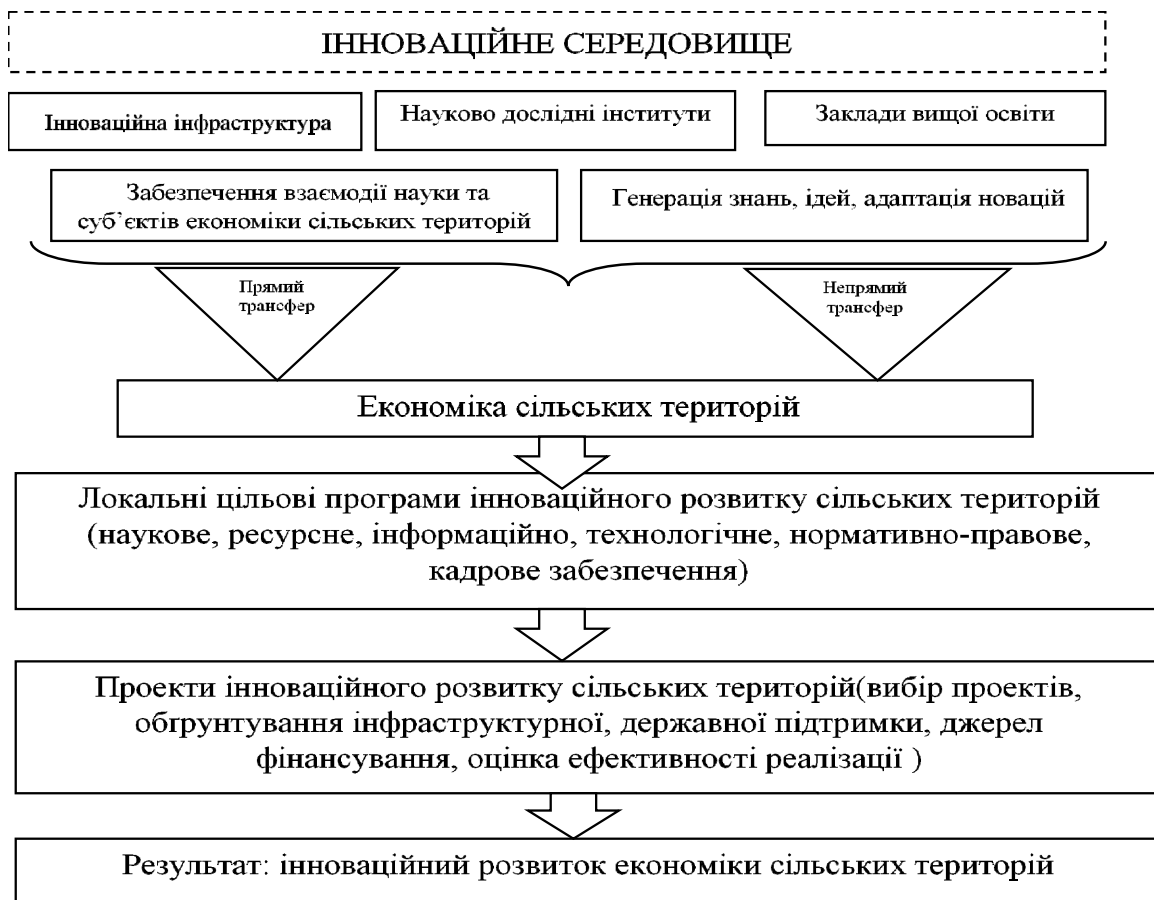 ІННОВАЦІЙНЕ СЕРЕДОВИЩЕ
Інноваційна інфраструктура
Науково дослідні інститути
Заклади вищої освіти
Забезпечення взаємодії науки та
суб’єктів економіки сільських територій
Генерація знань, ідей, адаптація новацій
Прямий
трансфер
Непрямий
трансфер
Економіка сільських територій
Локальні цільові програми інноваційного розвитку сільських територій
(наукове, ресурсне, інформаційно, технологічне, нормативно-правове,
кадрове забезпечення)
Проекти інноваційного розвитку сільських територій(вибір проектів,
обґрунтування інфраструктурної, державної підтримки, джерел
фінансування, оцінка ефективності реалізації )
Результат: інноваційний розвиток економіки сільських територій